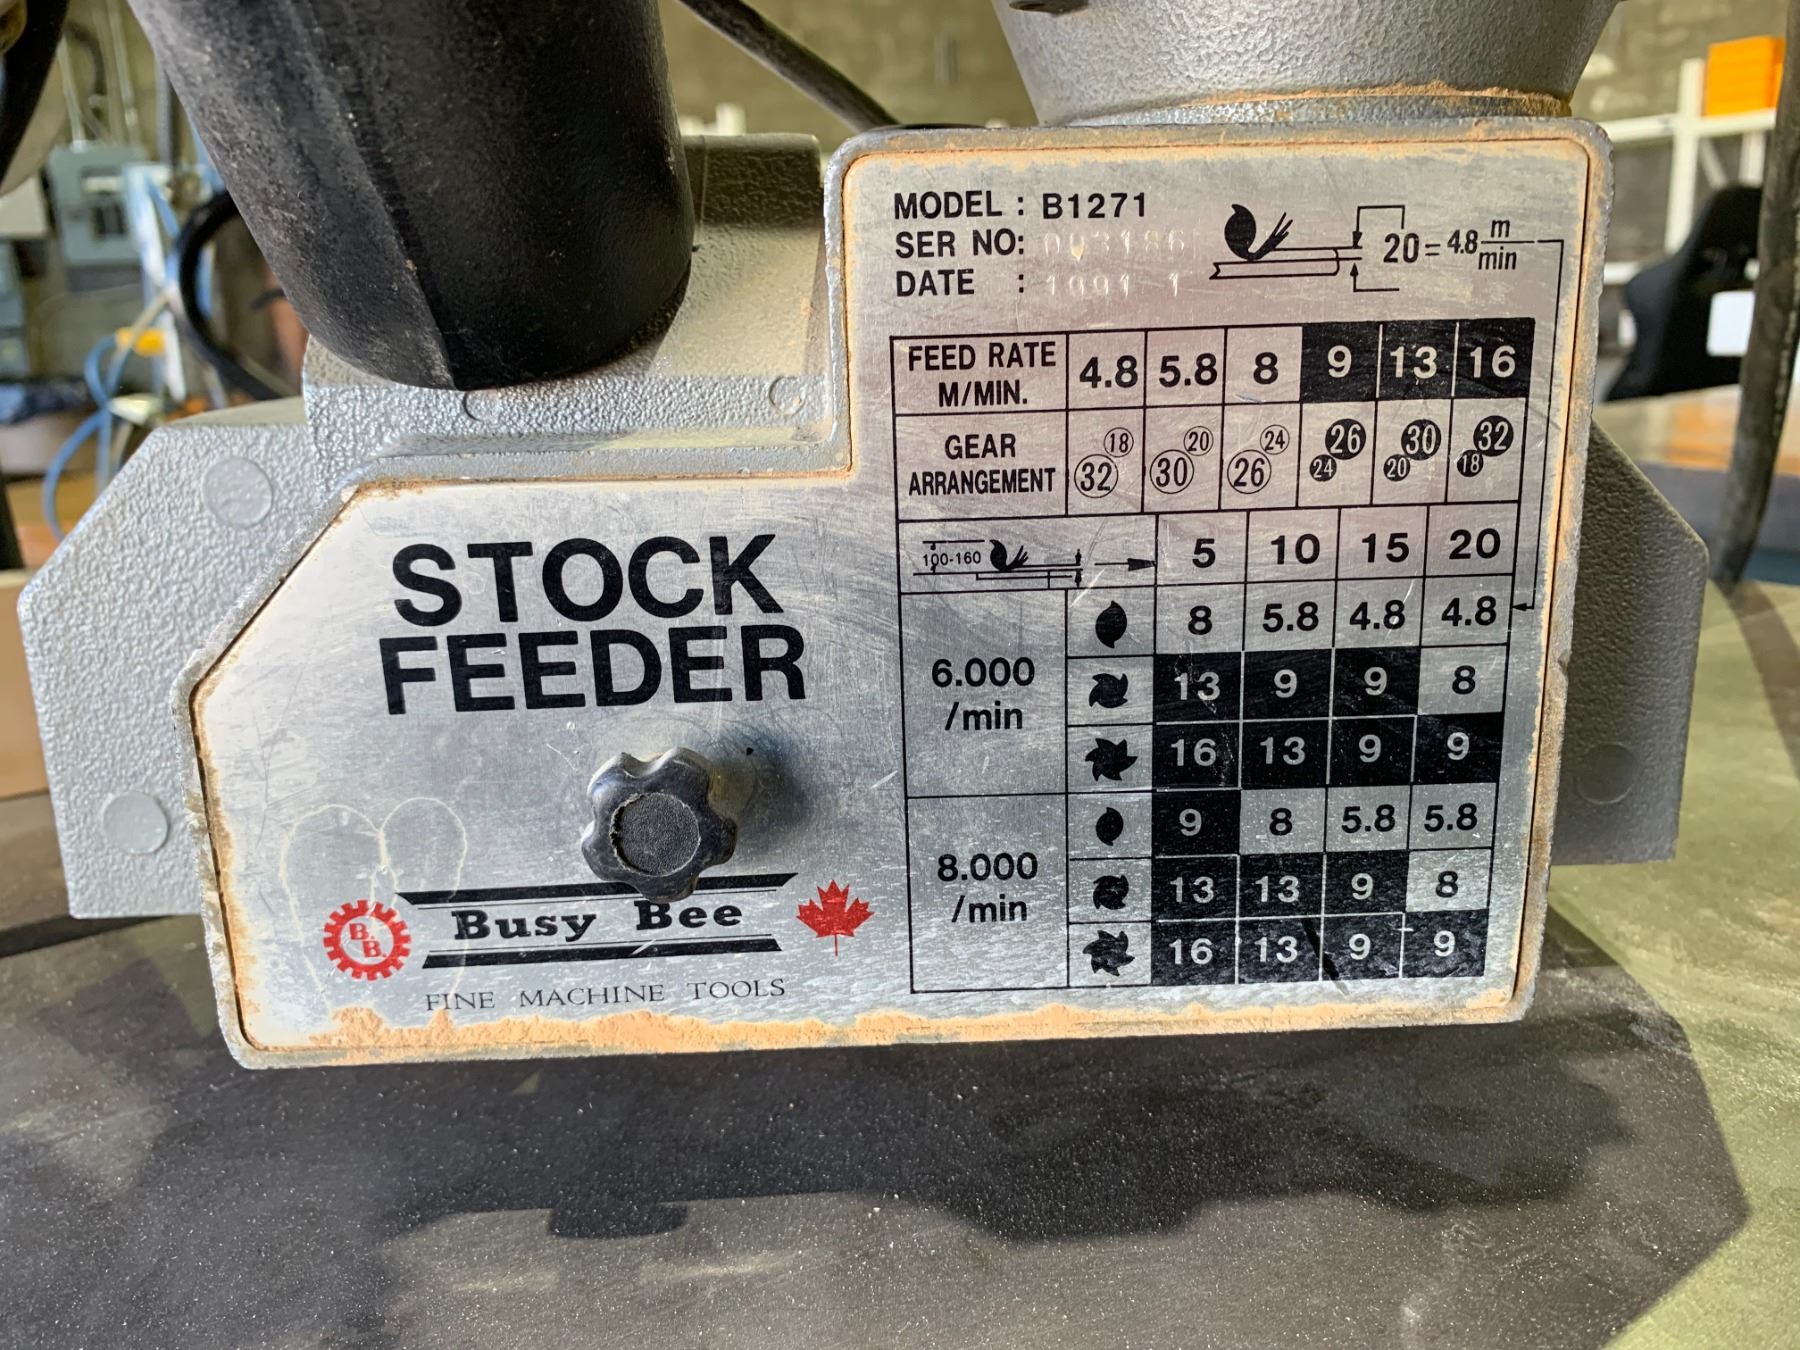 MODEL : B1271
SER NO: 003186
DATE : 1991 1
20 = 4.8 m/min
FEED RATE M/MIN. 4.8 5.8 8 9 13 16
GEAR ARRANGEMENT 32 18 30 20 26 24 24 26 20 30 18 32
100-160 5 10 15 20
6.000 /min
8 5.8 4.8 4.8
13 9 9 8
16 13 9 9
8.000 /min
9 8 5.8 5.8
13 13 9 8
16 13 9 9
STOCK
FEEDER
B.B.
Busy Bee
FINE MACHINE TOOLS